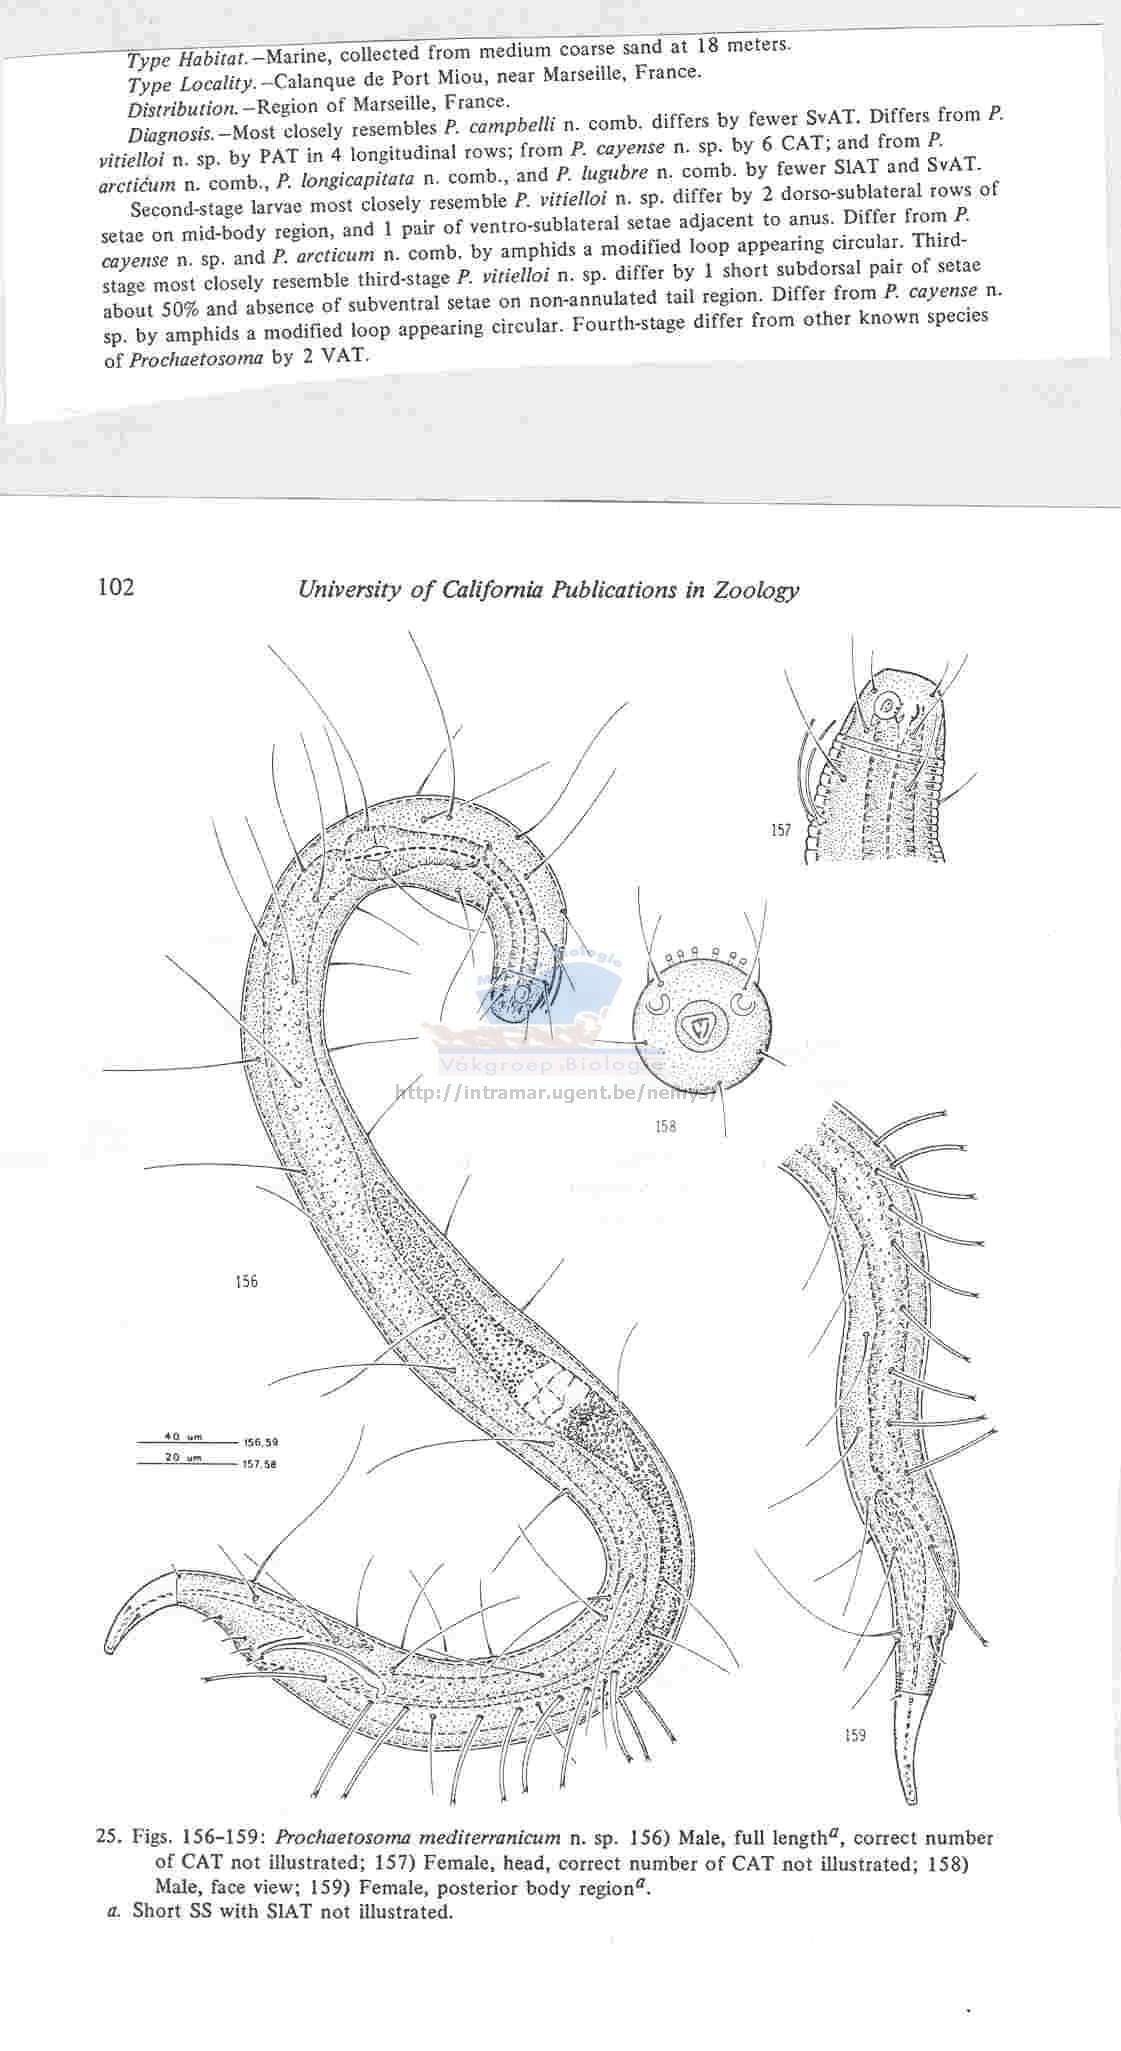 Type Habitat.—Marine, collected from medium coarse sand at 18 meters.
Type Locality.—Calanque de Port Miou, near Marseille, France.
Distribution.—Region of Marseille, France.
Diagnosis.—Most closely resembles P. campbelli n. comb. differs by fewer SvAT. Differs from P.
vitielloi n. sp. by PAT in 4 longitudinal rows; from P. cayense n. sp. by 6 CAT; and from P.
arcticum n. comb., P. longicapitata n. comb., and P. lugubre n. comb. by fewer SlAT and SvAT.
Second-stage larvae most closely resemble P. vitielloi n. sp. differ by 2 dorso-sublateral rows of
setae on mid-body region, and 1 pair of ventro-sublateral setae adjacent to anus. Differ from P.
cayense n. sp. and P. arcticum n. comb. by amphids a modified loop appearing circular. Third-
stage most closely resemble third-stage P. vitielloi n. sp. differ by 1 short subdorsal pair of setae
about 50% and absence of subventral setae on non-annulated tail region. Differ from P. cayense n.
sp. by amphids a modified loop appearing circular. Fourth-stage differ from other known species
of Prochaetosoma by 2 VAT.
102
University of California Publications in Zoology
157
Vakgroep Biologie
http://intramar.ugent.be/nemys/
158
156
40 um 156,59
20 um 157,58
159
25. Figs. 156-159: Prochaetosoma mediterranicum n. sp. 156) Male, full length^a, correct number
of CAT not illustrated; 157) Female, head, correct number of CAT not illustrated; 158)
Male, face view; 159) Female, posterior body region^a.
a. Short SS with SlAT not illustrated.